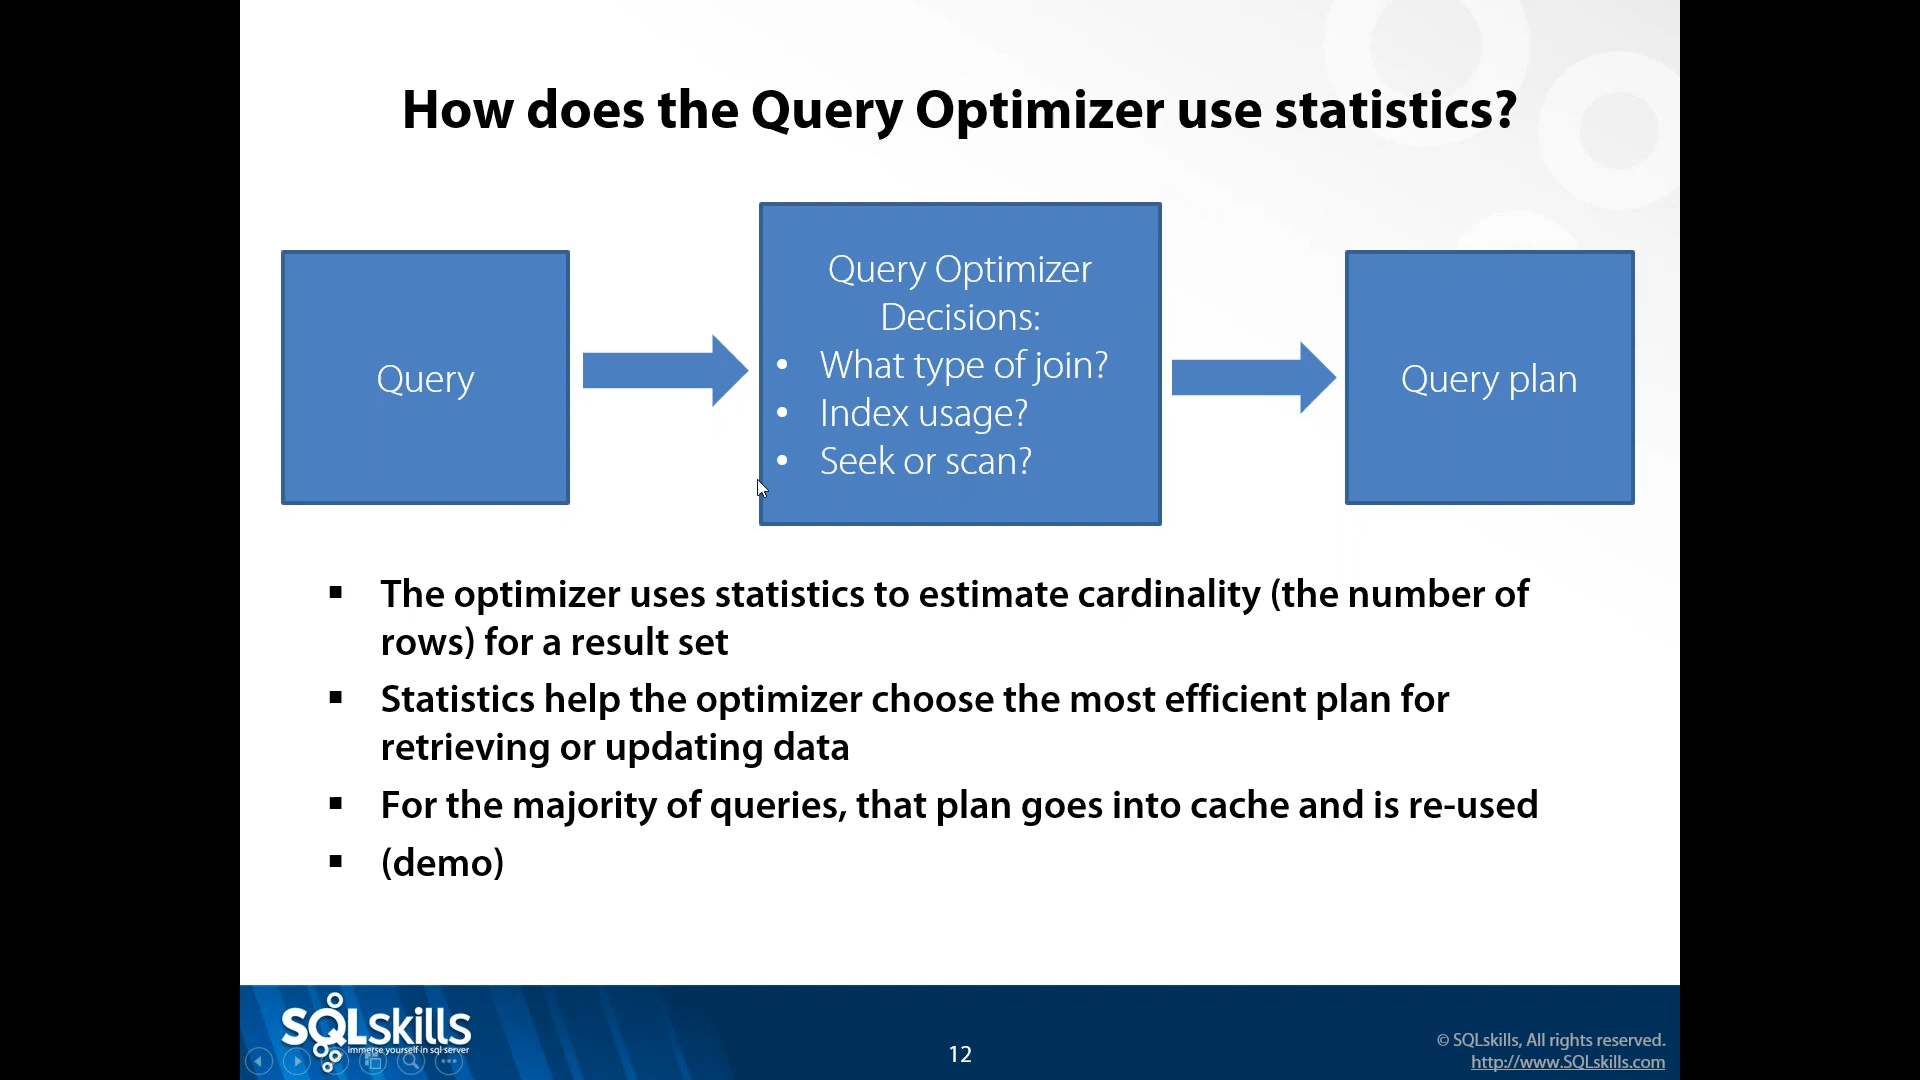 How does the Query Optimizer use statistics?
Query
Query Optimizer
Decisions:
• What type of join?
• Index usage?
• Seek or scan?
Query plan
▪ The optimizer uses statistics to estimate cardinality (the number of
rows) for a result set
▪ Statistics help the optimizer choose the most efficient plan for
retrieving or updating data
▪ For the majority of queries, that plan goes into cache and is re-used
▪ (demo)
SQLskills
immerse yourself in sql server
12
© SQLskills, All rights reserved.
http://www.SQLskills.com